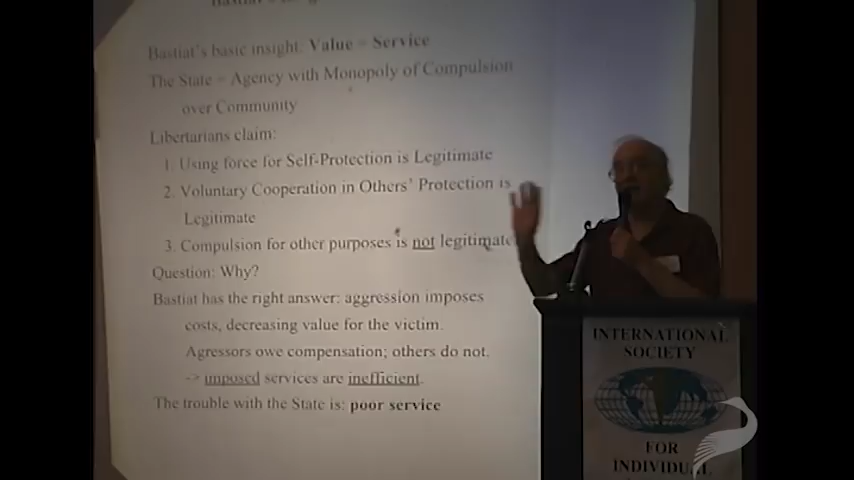 Bastiat's
Bastiat's basic insight: Value = Service
The State = Agency with Monopoly of Compulsion
over Community
Libertarians claim:
1. Using force for Self-Protection is Legitimate
2. Voluntary Cooperation in Others' Protection is
Legitimate
3. Compulsion for other purposes is not legitimate
Question: Why?
Bastiat has the right answer: aggression imposes
costs, decreasing value for the victim.
Agressors owe compensation; others do not.
-> imposed services are inefficient.
The trouble with the State is: poor service
INTERNATIONAL
SOCIETY
FOR